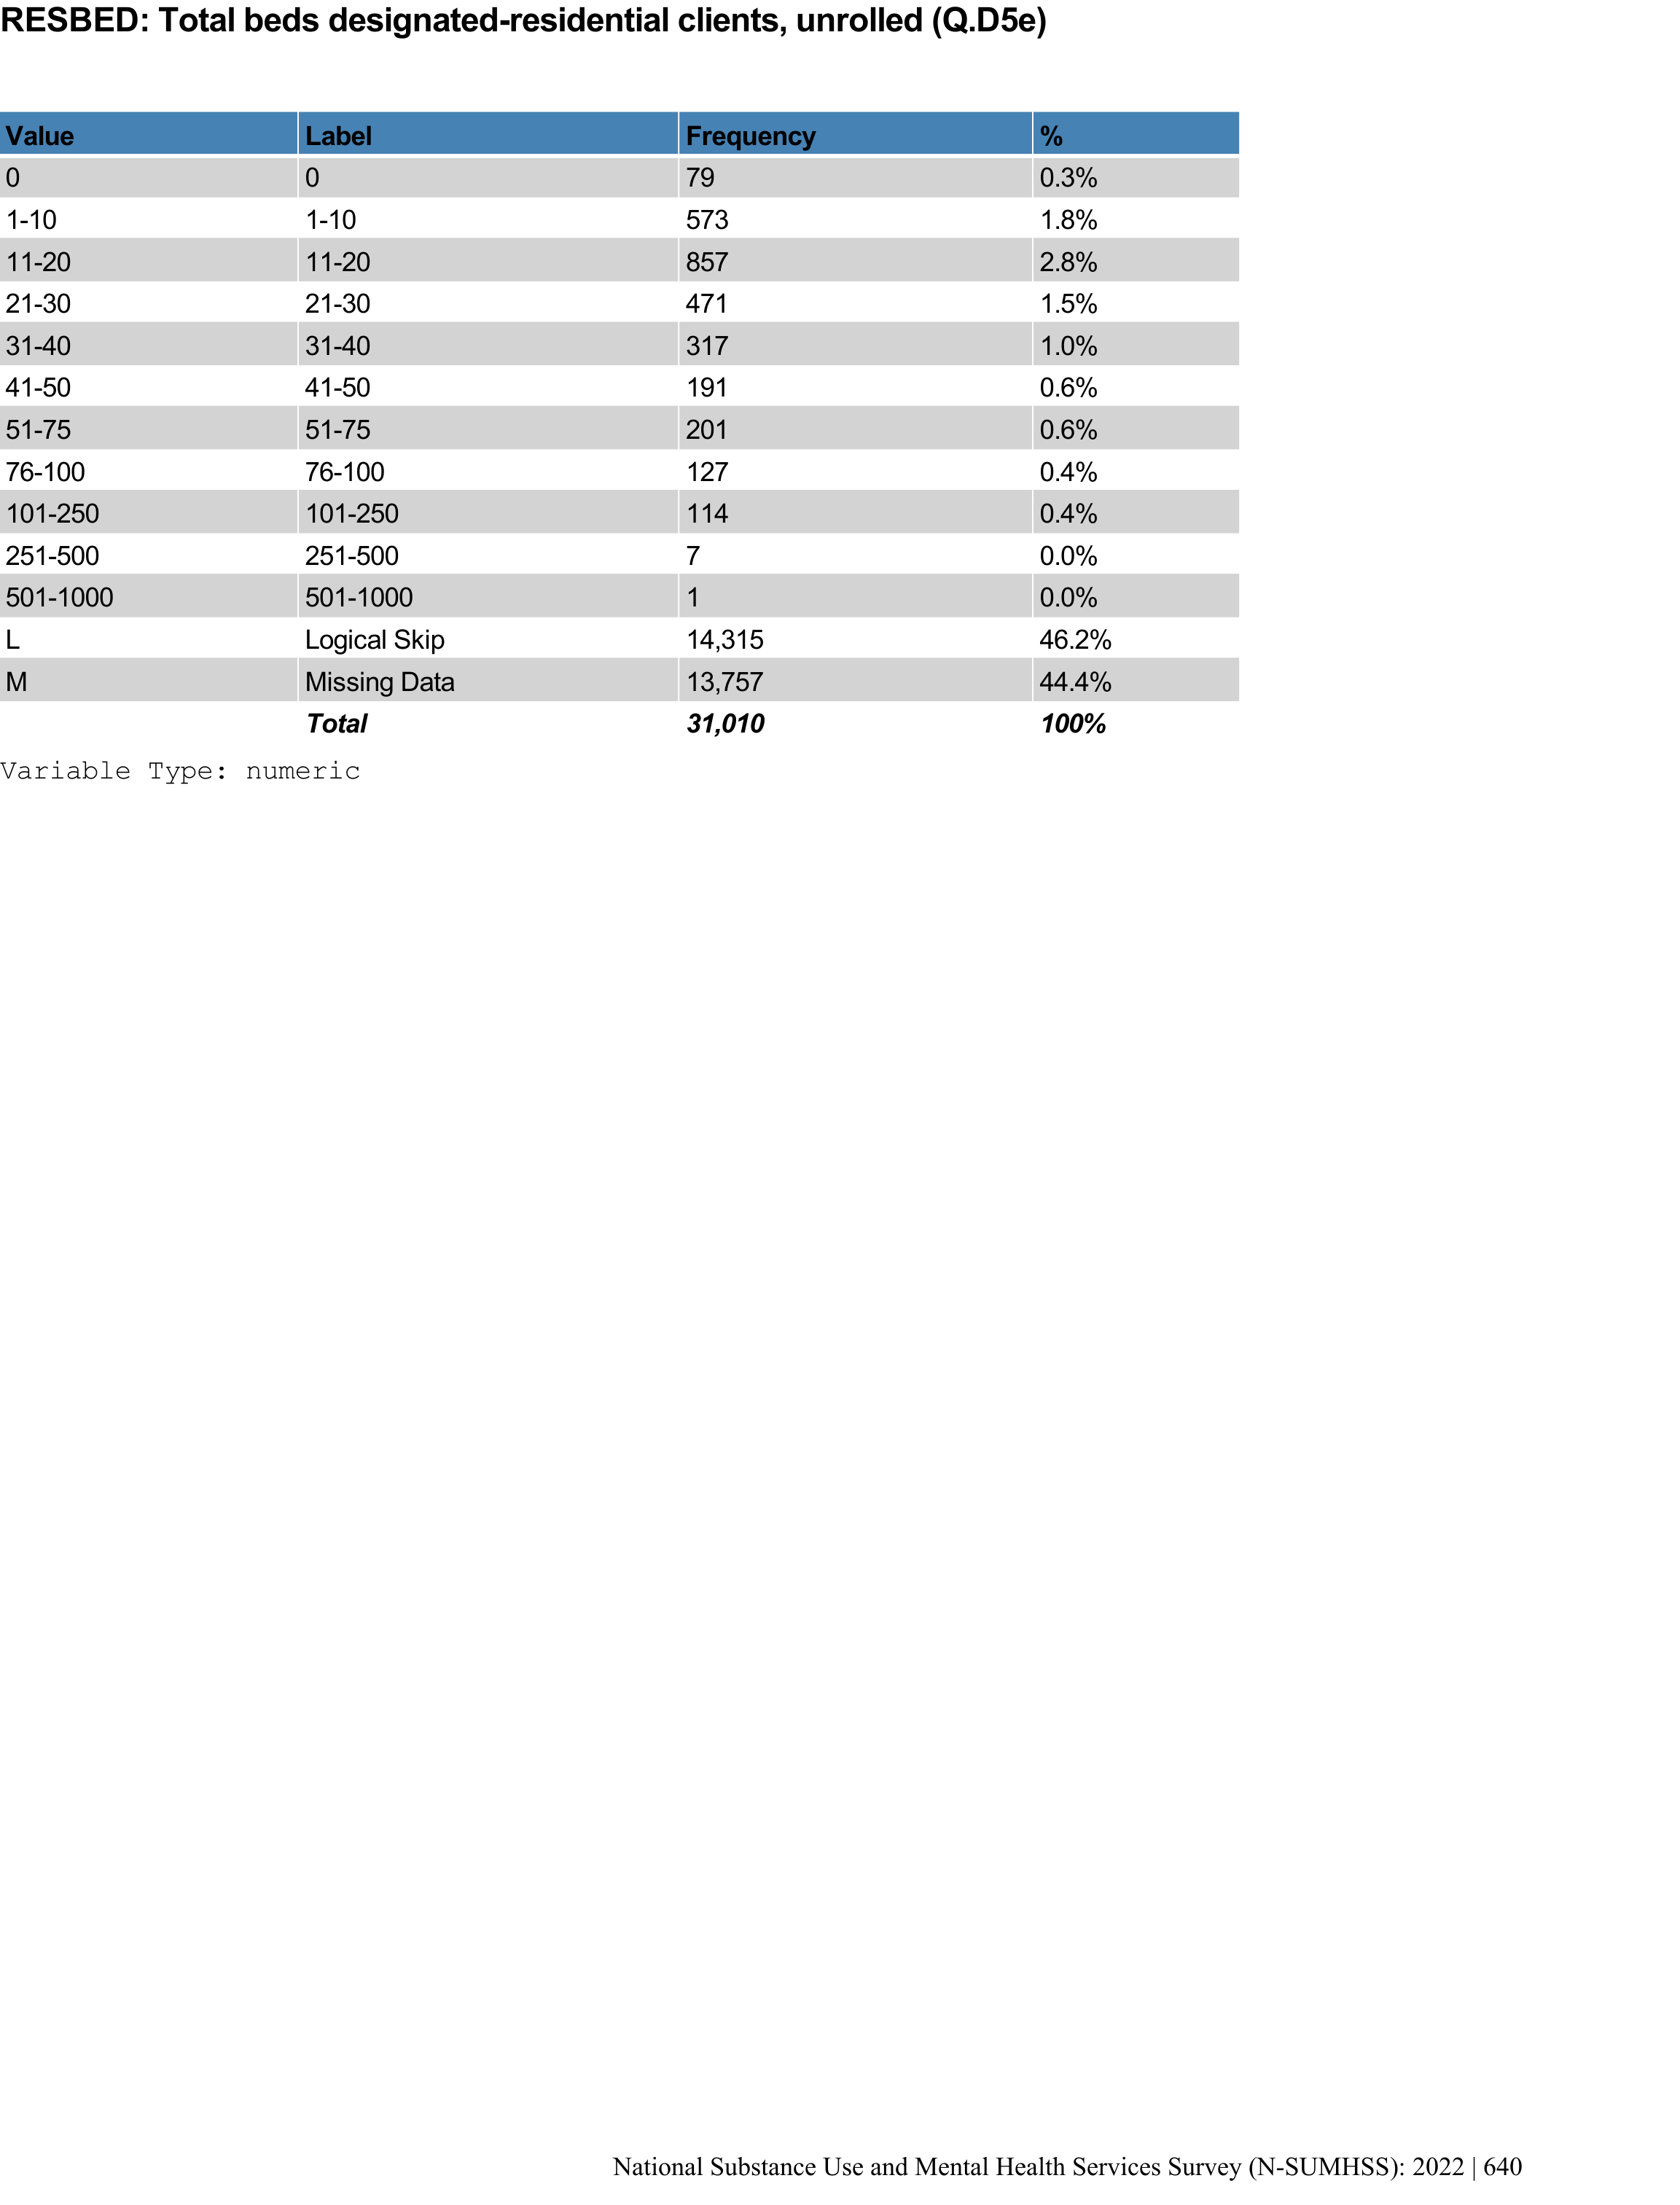 RESBED: Total beds designated-residential clients, unrolled (Q.D5e)
Value Label Frequency %
0 0 79 0.3%
1-10 1-10 573 1.8%
11-20 11-20 857 2.8%
21-30 21-30 471 1.5%
31-40 31-40 317 1.0%
41-50 41-50 191 0.6%
51-75 51-75 201 0.6%
76-100 76-100 127 0.4%
101-250 101-250 114 0.4%
251-500 251-500 7 0.0%
501-1000 501-1000 1 0.0%
L Logical Skip 14,315 46.2%
M Missing Data 13,757 44.4%
Total 31,010 100%
Variable Type: numeric
National Substance Use and Mental Health Services Survey (N-SUMHSS): 2022 | 640